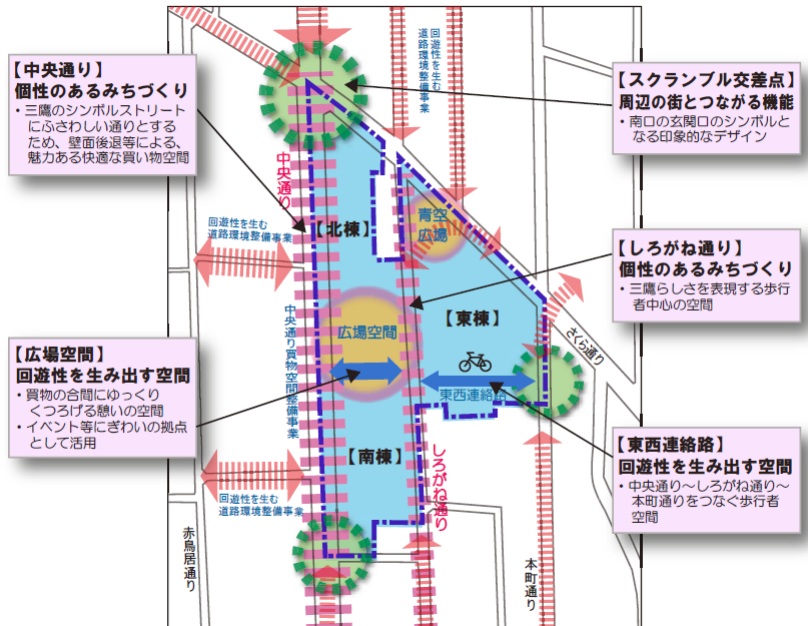 【中央通り】
個性のあるみちづくり
・三鷹のシンボルストリート
にふさわしい通りとする
ため、壁面後退等による、
魅力ある快適な買い物空間
【広場空間】
回遊性を生み出す空間
・買物の合間にゆっくり
くつろげる憩いの空間
・イベント等にぎわいの拠点
として活用
回遊性を生む
道路環境整備事業
中央通り
【北棟】
青空
広場
回遊性を生む
道路環境整備事業
中央通り買物空間整備事業
広場空間
【東棟】
東西連絡路
さくら通り
【南棟】
しろがね通り
回遊性を生む
道路環境整備事業
赤鳥居通り
本町通り
【スクランブル交差点】
周辺の街とつながる機能
・南口の玄関口のシンボルと
なる印象的なデザイン
【しろがね通り】
個性のあるみちづくり
・三鷹らしさを表現する歩行
者中心の空間
【東西連絡路】
回遊性を生み出す空間
・中央通り～しろがね通り～
本町通りをつなぐ歩行者
空間